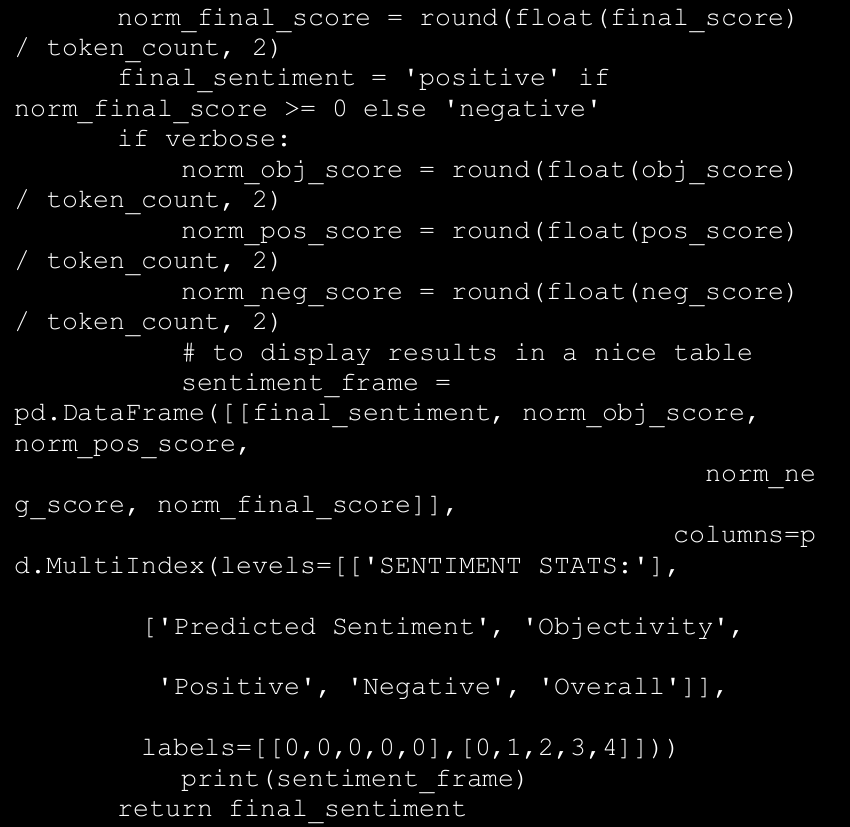 norm_final_score = round(float(final_score)
/ token_count, 2)
final_sentiment = 'positive' if
norm_final_score >= 0 else 'negative'
if verbose:
norm_obj_score = round(float(obj_score)
/ token_count, 2)
norm_pos_score = round(float(pos_score)
/ token_count, 2)
norm_neg_score = round(float(neg_score)
/ token_count, 2)
# to display results in a nice table
sentiment_frame =
pd.DataFrame([[final_sentiment, norm_obj_score,
norm_pos_score,
norm_ne
g_score, norm_final_score]],
columns=p
d.MultiIndex(levels=[['SENTIMENT STATS:'],
['Predicted Sentiment', 'Objectivity',
'Positive', 'Negative', 'Overall']],
labels=[[0,0,0,0,0],[0,1,2,3,4]]))
print(sentiment_frame)
return final_sentiment